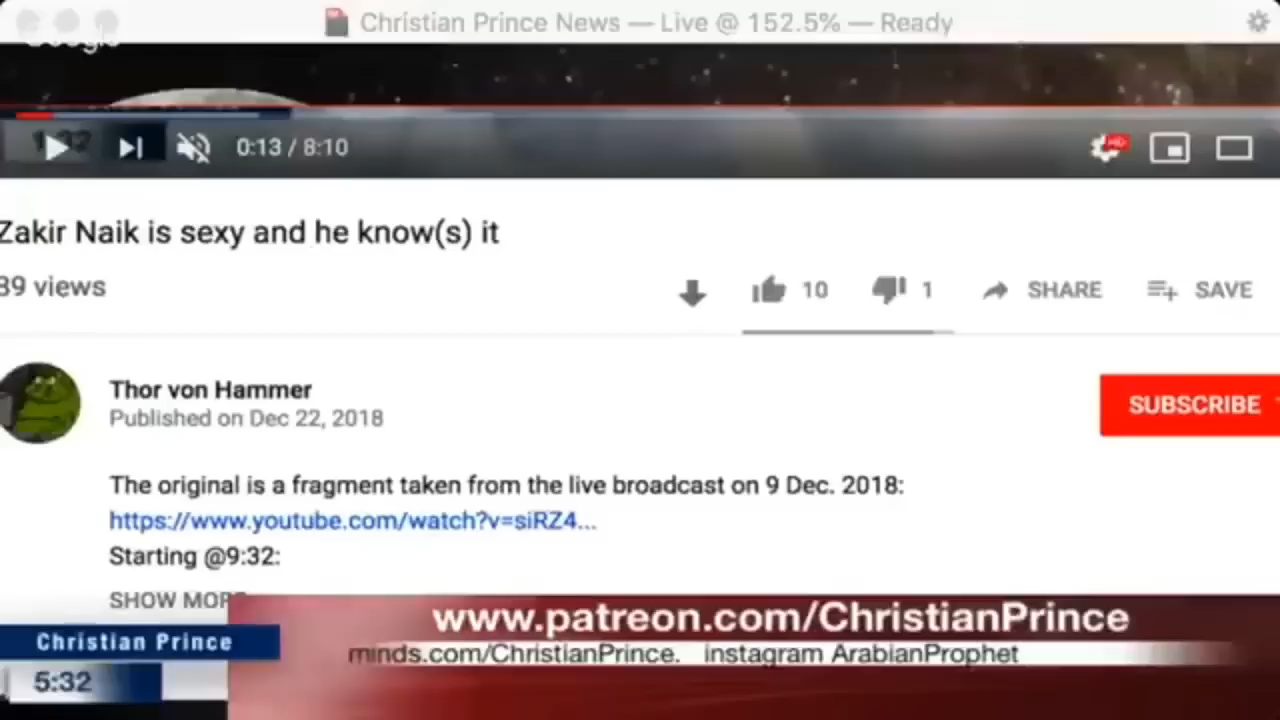 Christian Prince News — Live @ 152.5% — Ready
Google
0:13 / 8:10
HD
Zakir Naik is sexy and he know(s) it
39 views
10
1
SHARE
SAVE
Thor von Hammer
Published on Dec 22, 2018
SUBSCRIBE
The original is a fragment taken from the live broadcast on 9 Dec. 2018:
https://www.youtube.com/watch?v=siRZ4...
Starting @9:32:
SHOW MORE
www.patreon.com/ChristianPrince
Christian Prince
minds.com/ChristianPrince. instagram ArabianProphet
5:32